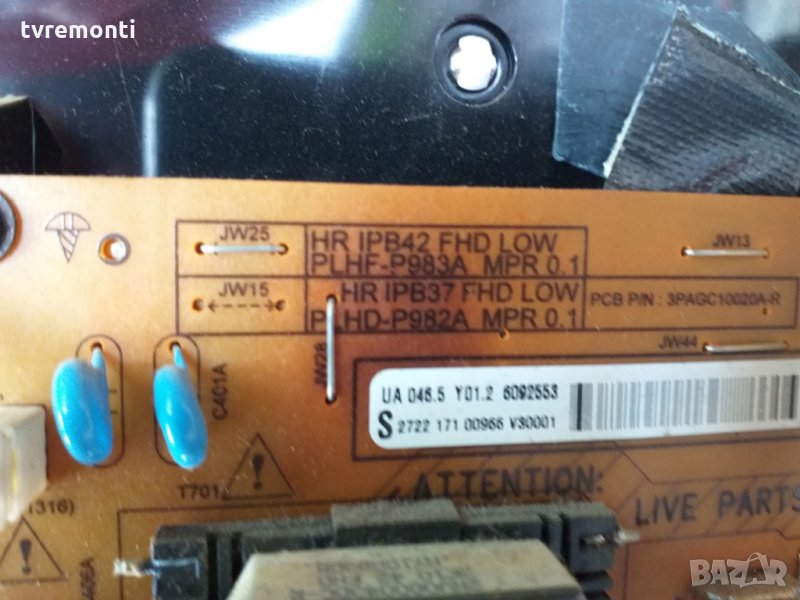 tvremonti
JW25
HR IPB42 FHD LOW
PLHF-P983A MPR 0.1
JW13
JW15
HR IPB37 FHD LOW
PLHD-P982A MPR 0.1
PCB P/N : 3PAGC10020A-R
JW28
JW44
C401A
UA 046.5 Y01.2 6092553
S 2722 171 00966 V30001
ATTENTION:
LIVE PARTS
T701
BAZAR